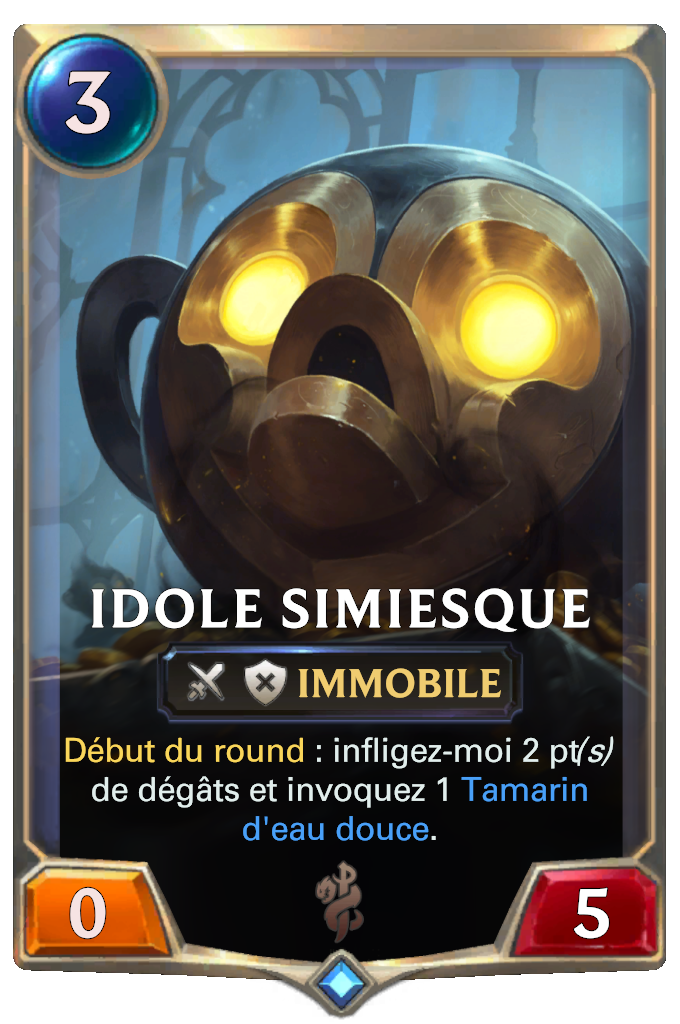 3
IDOLE SIMIESQUE
IMMOBILE
Début du round : infligez-moi 2 pt(s)
de dégâts et invoquez 1 Tamarin
d'eau douce.
0
5